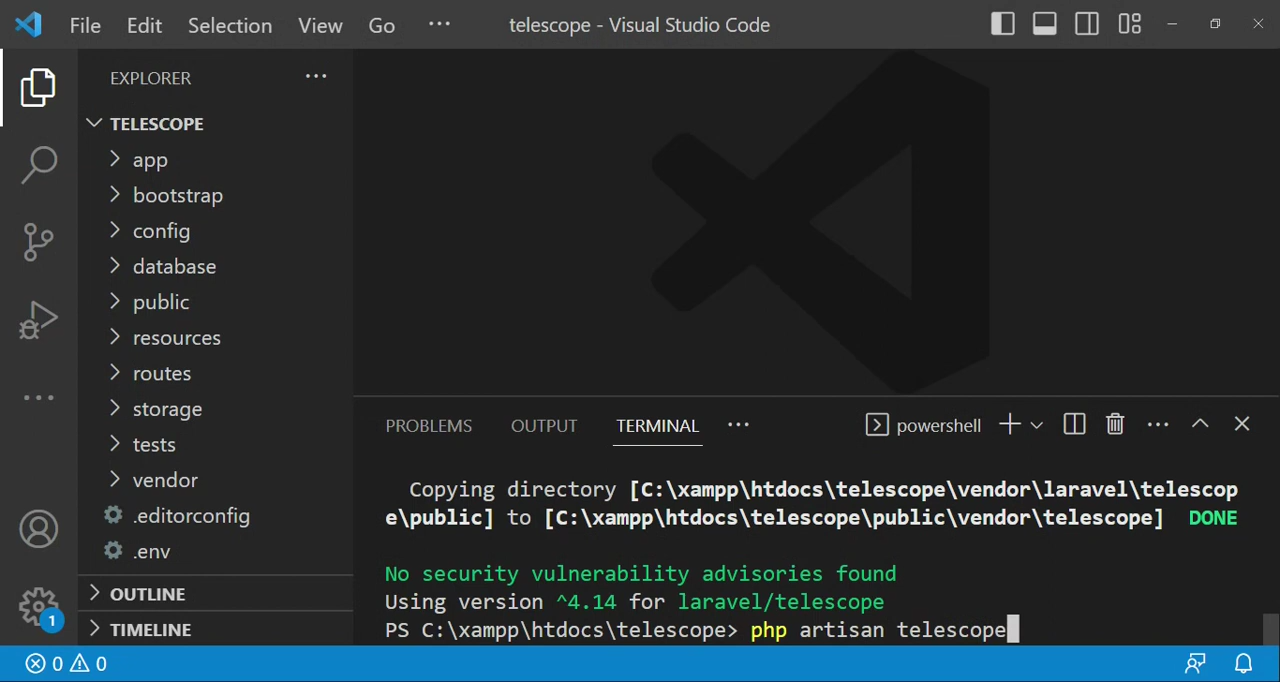 File Edit Selection View Go ··· telescope - Visual Studio Code
EXPLORER ···
TELESCOPE
app
bootstrap
config
database
public
resources
routes
storage
tests
vendor
.editorconfig
.env
OUTLINE
TIMELINE
PROBLEMS OUTPUT TERMINAL ··· powershell
Copying directory [C:\xampp\htdocs\telescope\vendor\laravel\telescop
e\public] to [C:\xampp\htdocs\telescope\public\vendor\telescope] DONE
No security vulnerability advisories found
Using version ^4.14 for laravel/telescope
PS C:\xampp\htdocs\telescope> php artisan telescope
1
0 0